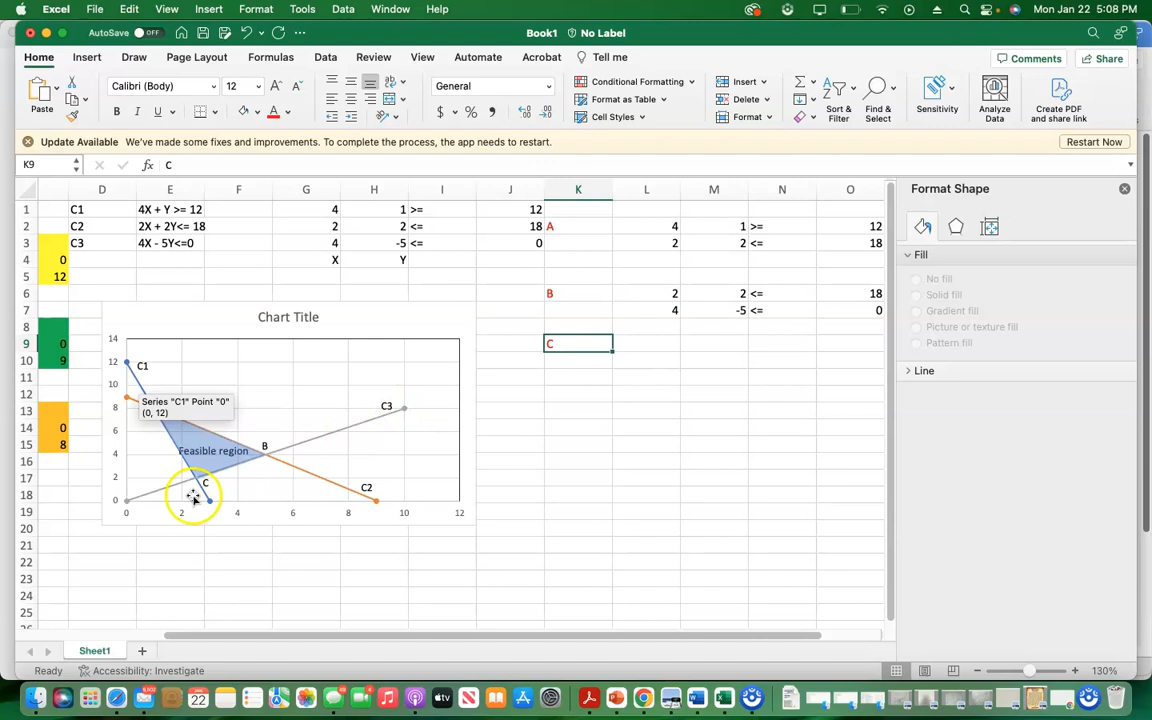 Excel File Edit View Insert Format Tools Data Window Help Mon Jan 22 5:08 PM
AutoSave OFF Book1 No Label
Home Insert Draw Page Layout Formulas Data Review View Automate Acrobat Tell me Comments Share
Paste Calibri (Body) 12 General Conditional Formatting Format as Table Cell Styles Insert Delete Format Sort & Filter Find & Select Sensitivity Analyze Data Create PDF and share link
Update Available We've made some fixes and improvements. To complete the process, the app needs to restart. Restart Now
K9 fx C
D E F G H I J K L M N O
1 C1 4X + Y >= 12 4 1 >= 12
2 C2 2X + 2Y<= 18 2 2 <= 18 A 4 1 >= 12
3 C3 4X - 5Y<=0 4 -5 <= 0 2 2 <= 18
4 0 X Y
5 12
6 B 2 2 <= 18
7 4 -5 <= 0
8
9 0 C
10 9
11
12
13
14 0
15 8
16
17
18
19
20
21
22
23
24
25
Chart Title
14
12
10
8
6
4
2
0
0 2 4 6 8 10 12
C1
Series "C1" Point "0"
(0, 12)
C3
B
Feasible region
C
C2
Format Shape
Fill
No fill
Solid fill
Gradient fill
Picture or texture fill
Pattern fill
Line
Sheet1
Ready Accessibility: Investigate 130%